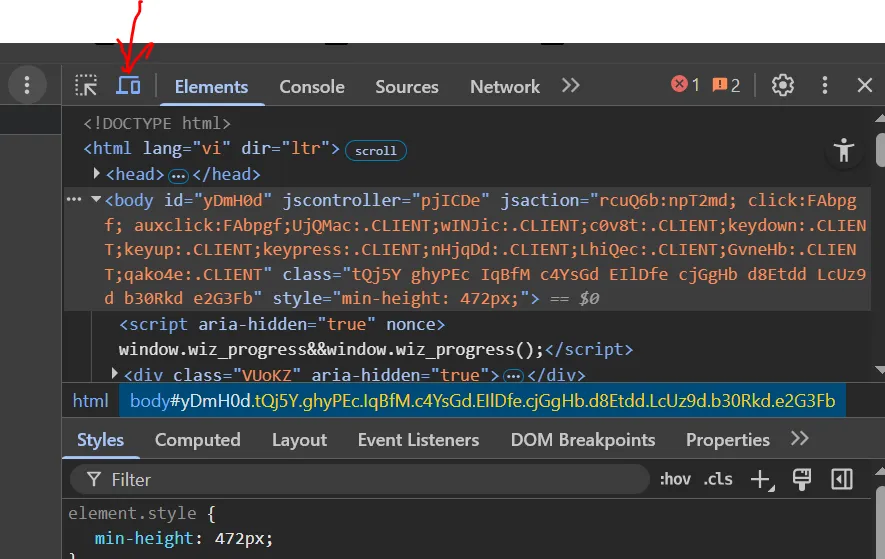 Elements Console Sources Network 1 2
<!DOCTYPE html>
<html lang="vi" dir="ltr"> scroll
<head> … </head>
<body id="yDmH0d" jscontroller="pjICDe" jsaction="rcuQ6b:npT2md; click:FAbpg
f; auxclick:FAbpgf;UjQMac:.CLIENT;wINJic:.CLIENT;c0v8t:.CLIENT;keydown:.CLIEN
T;keyup:.CLIENT;keypress:.CLIENT;nHjqDd:.CLIENT;LhiQec:.CLIENT;GvneHb:.CLIEN
T;qako4e:.CLIENT" class="tQj5Y ghyPEc IqBfM c4YsGd EIlDfe cjGgHb d8Etdd LcUz9
d b30Rkd e2G3Fb" style="min-height: 472px;"> == $0
<script aria-hidden="true" nonce>
window.wiz_progress&&window.wiz_progress();</script>
<div class="VUoKZ" aria-hidden="true"> … </div>
html body#yDmH0d.tQj5Y.ghyPEc.IqBfM.c4YsGd.EIlDfe.cjGgHb.d8Etdd.LcUz9d.b30Rkd.e2G3Fb
Styles Computed Layout Event Listeners DOM Breakpoints Properties
Filter :hov .cls
element.style {
min-height: 472px;
}